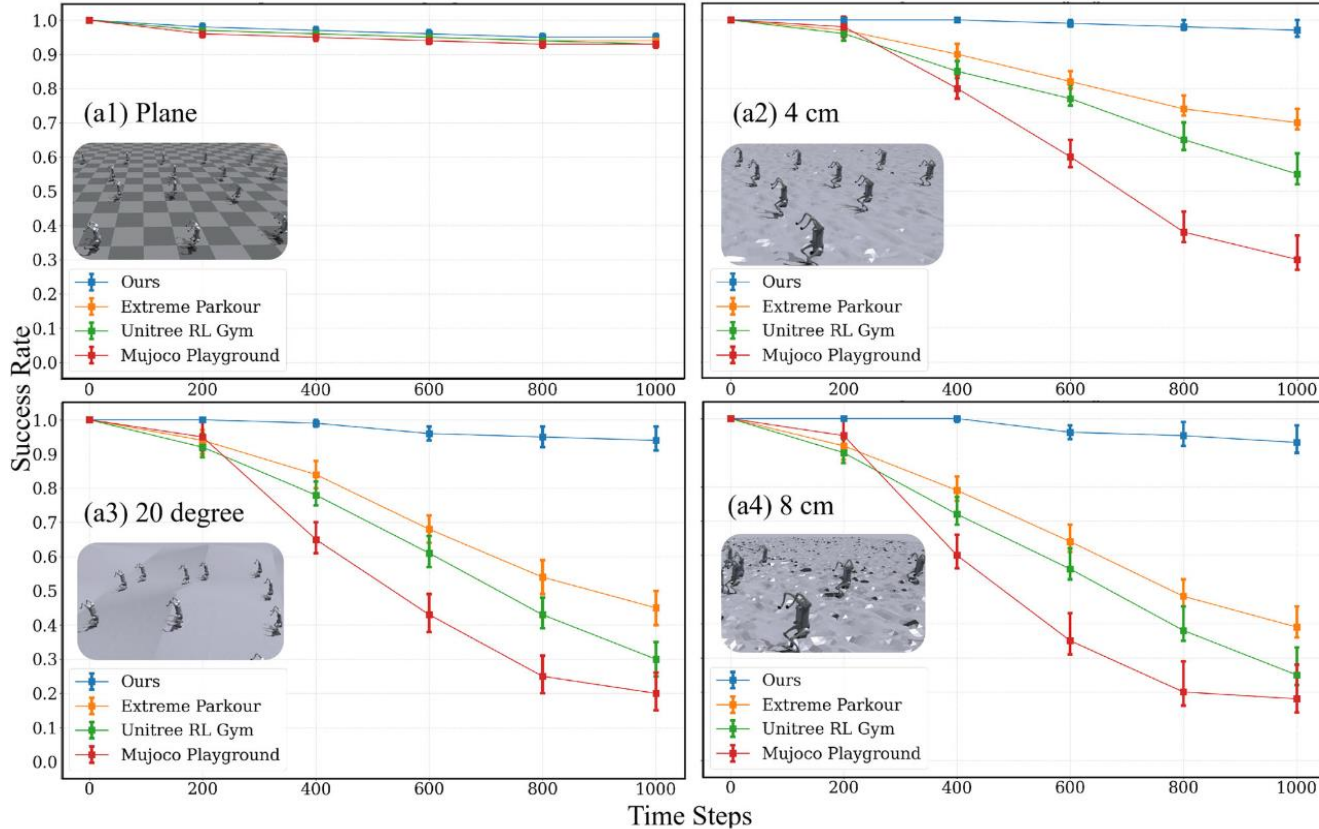 1.0
0.9
0.8
0.7
0.6
0.5
0.4
0.3
0.2
0.1
0.0
(a1) Plane
Ours
Extreme Parkour
Unitree RL Gym
Mujoco Playground
0 200 400 600 800 1000
(a2) 4 cm
Ours
Extreme Parkour
Unitree RL Gym
Mujoco Playground
0 200 400 600 800 1000
Success Rate
1.0
0.9
0.8
0.7
0.6
0.5
0.4
0.3
0.2
0.1
0.0
(a3) 20 degree
Ours
Extreme Parkour
Unitree RL Gym
Mujoco Playground
0 200 400 600 800 1000
(a4) 8 cm
Ours
Extreme Parkour
Unitree RL Gym
Mujoco Playground
0 200 400 600 800 1000
Time Steps